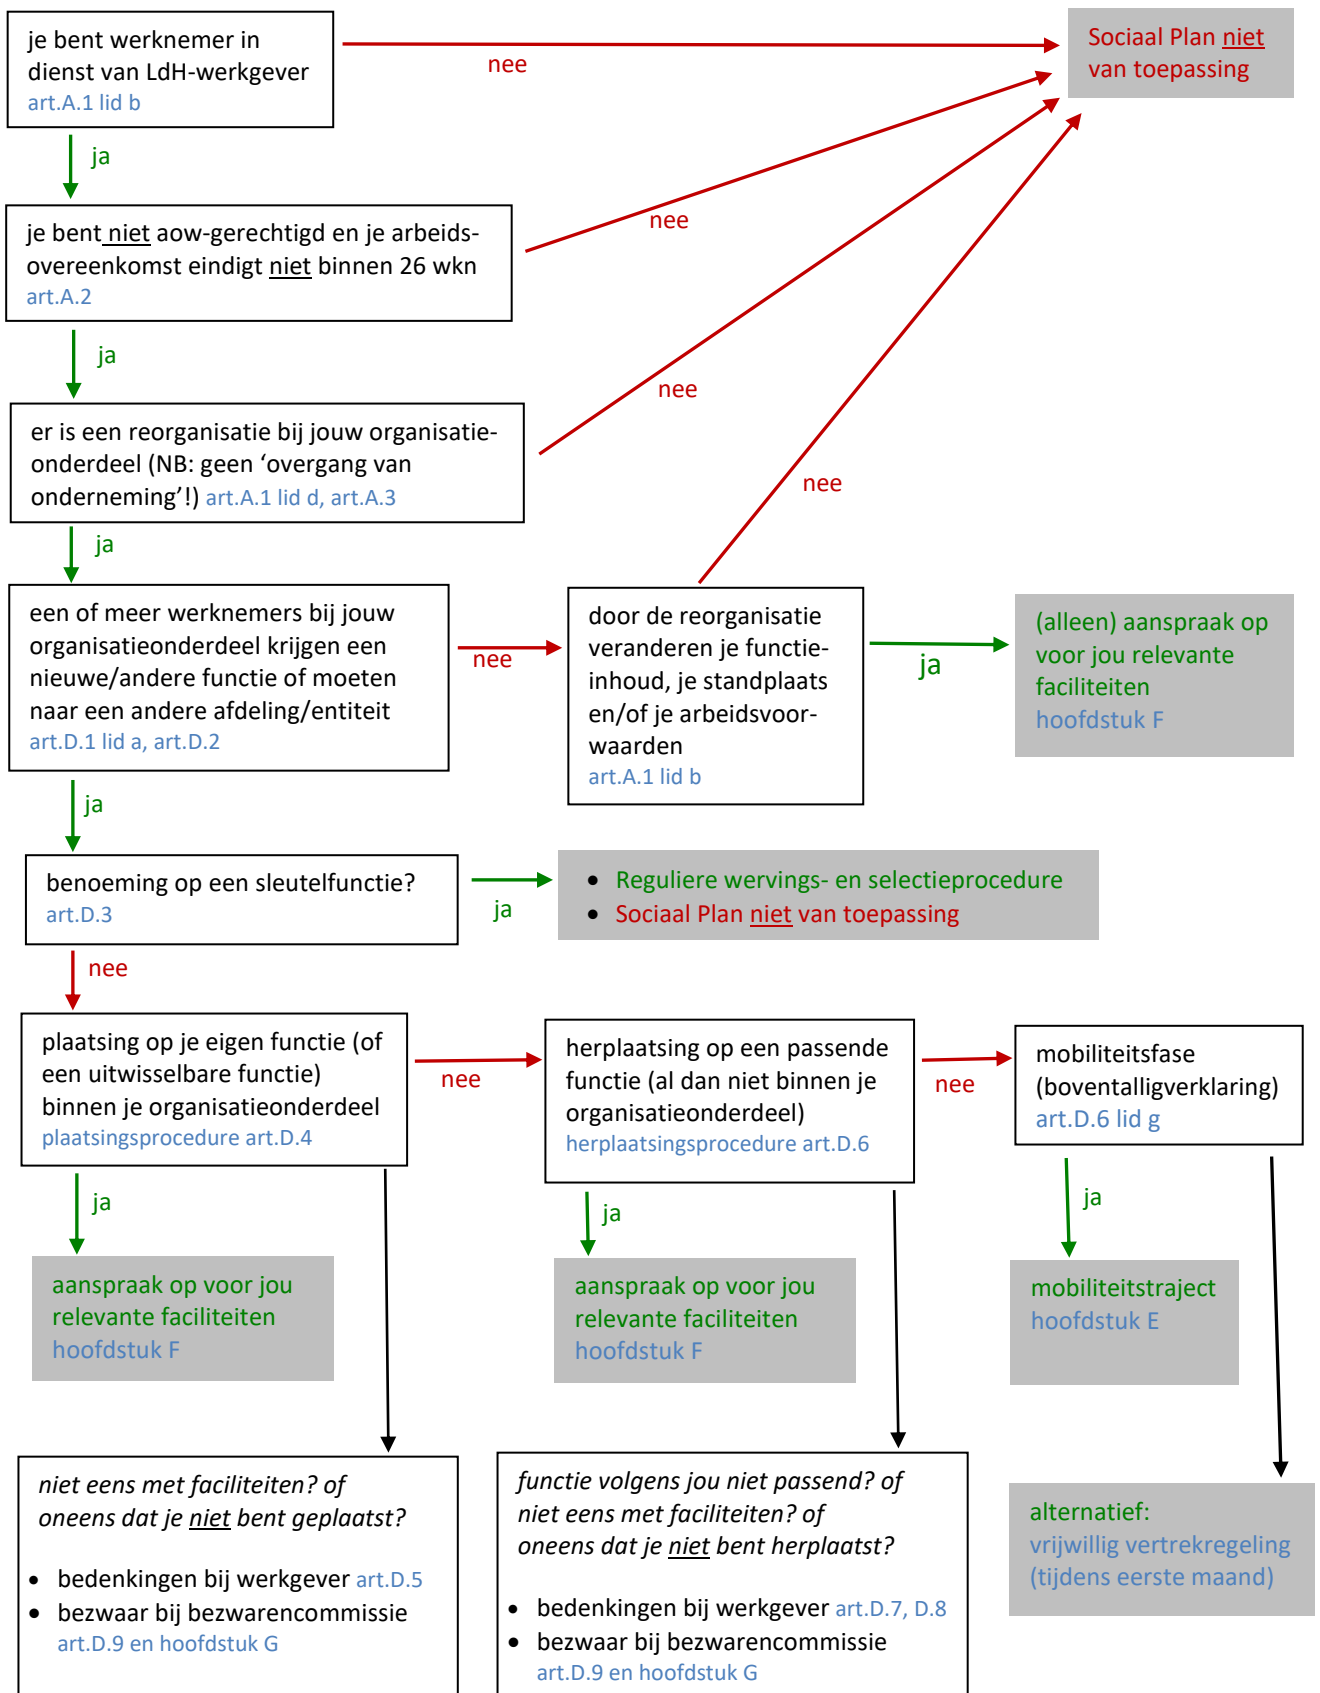 je bent werknemer in
dienst van LdH-werkgever
art.A.1 lid b
nee
Sociaal Plan niet
van toepassing
ja
je bent niet aow-gerechtigd en je arbeids-
overeenkomst eindigt niet binnen 26 wkn
art.A.2
nee
ja
er is een reorganisatie bij jouw organisatie-
onderdeel (NB: geen ‘overgang van
onderneming’!) art.A.1 lid d, art.A.3
nee
ja
een of meer werknemers bij jouw
organisatieonderdeel krijgen een
nieuwe/andere functie of moeten
naar een andere afdeling/entiteit
art.D.1 lid a, art.D.2
nee
door de reorganisatie
veranderen je functie-
inhoud, je standplaats
en/of je arbeidsvoor-
waarden
art.A.1 lid b
nee
ja
(alleen) aanspraak op
voor jou relevante
faciliteiten
hoofdstuk F
ja
benoeming op een sleutelfunctie?
art.D.3
ja
• Reguliere wervings- en selectieprocedure
• Sociaal Plan niet van toepassing
nee
plaatsing op je eigen functie (of
een uitwisselbare functie)
binnen je organisatieonderdeel
plaatsingsprocedure art.D.4
nee
herplaatsing op een passende
functie (al dan niet binnen je
organisatieonderdeel)
herplaatsingsprocedure art.D.6
nee
mobiliteitsfase
(boventalligverklaring)
art.D.6 lid g
ja
aanspraak op voor jou
relevante faciliteiten
hoofdstuk F
ja
aanspraak op voor jou
relevante faciliteiten
hoofdstuk F
ja
mobiliteitstraject
hoofdstuk E
niet eens met faciliteiten? of
oneens dat je niet bent geplaatst?
• bedenkingen bij werkgever art.D.5
• bezwaar bij bezwarencommissie
art.D.9 en hoofdstuk G
functie volgens jou niet passend? of
niet eens met faciliteiten? of
oneens dat je niet bent herplaatst?
• bedenkingen bij werkgever art.D.7, D.8
• bezwaar bij bezwarencommissie
art.D.9 en hoofdstuk G
alternatief:
vrijwillig vertrekregeling
(tijdens eerste maand)